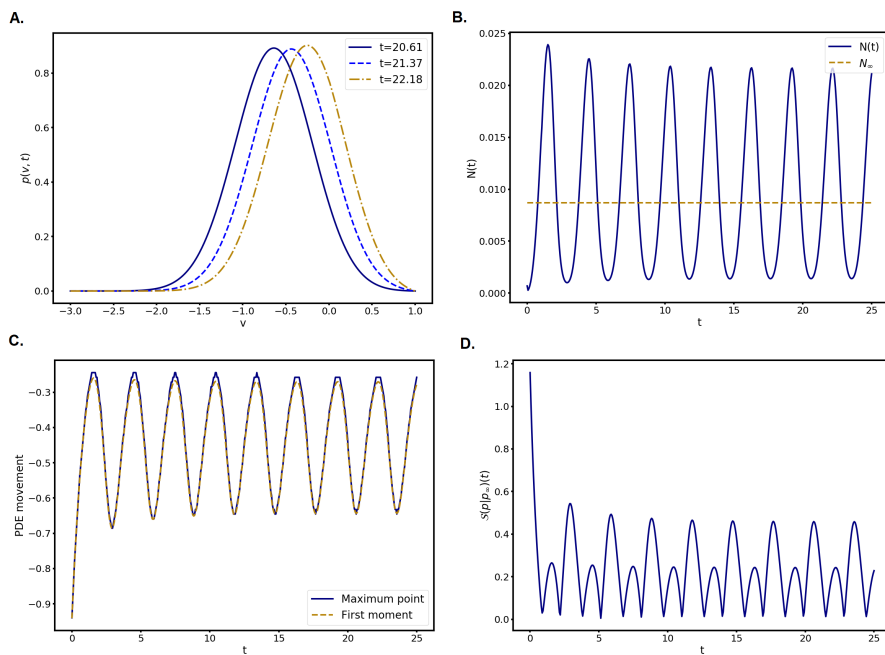 A.
t=20.61
t=21.37
t=22.18
p(v, t)
0.8
0.6
0.4
0.2
0.0
−3.0 −2.5 −2.0 −1.5 −1.0 −0.5 0.0 0.5 1.0
v
B.
N(t)
N∞
N(t)
0.025
0.020
0.015
0.010
0.005
0.000
0 5 10 15 20 25
t
C.
PDE movement
−0.3
−0.4
−0.5
−0.6
−0.7
−0.8
−0.9
Maximum point
First moment
0 5 10 15 20 25
t
D.
S(p|p∞)(t)
1.2
1.0
0.8
0.6
0.4
0.2
0.0
0 5 10 15 20 25
t